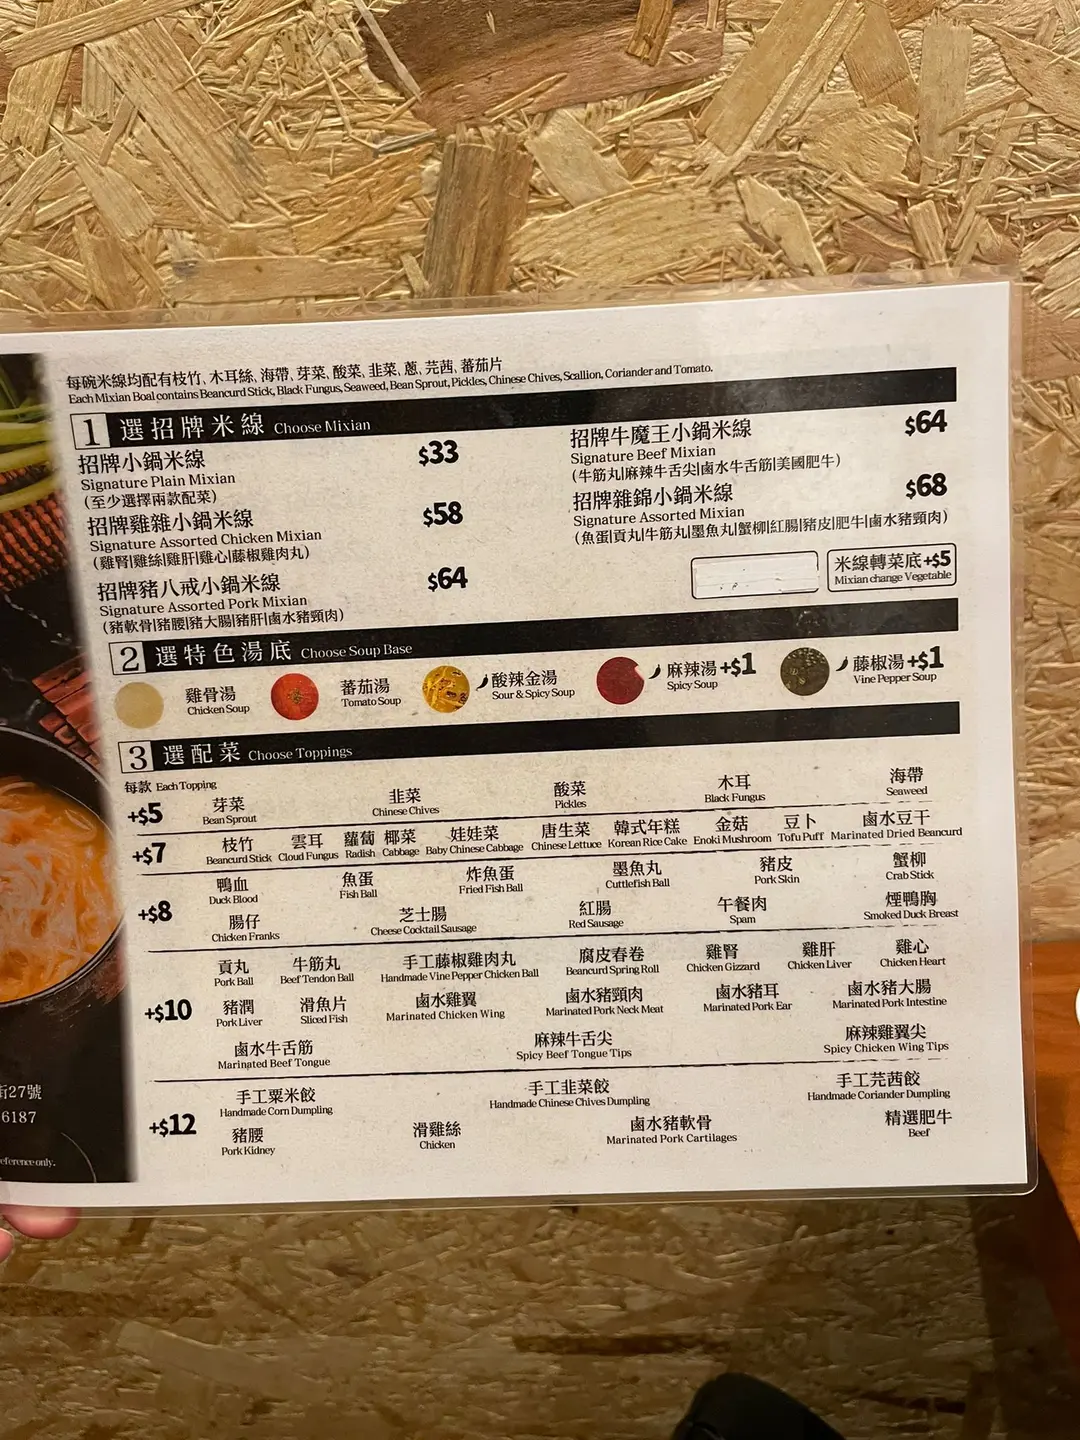 每碗米線均配有枝竹、木耳絲、海帶、芽菜、酸菜、韭菜、蔥、芫茜、蕃茄片
Each Mixian Boal contains Beancurd Stick, Black Fungus, Seaweed, Bean Sprout, Pickles, Chinese Chives, Scallion, Coriander and Tomato.
1 選招牌米線 Choose Mixian
招牌小鍋米線 $33
Signature Plain Mixian
(至少選擇兩款配菜)
招牌雞雜小鍋米線 $58
Signature Assorted Chicken Mixian
(雞腎|雞絲|雞肝|雞心|藤椒雞肉丸)
招牌豬八戒小鍋米線 $64
Signature Assorted Pork Mixian
(豬軟骨|豬腰|豬大腸|豬肝|鹵水豬頸肉)
招牌牛魔王小鍋米線 $64
Signature Beef Mixian
(牛筋丸|麻辣牛舌尖|鹵水牛舌筋|美國肥牛)
招牌雜錦小鍋米線 $68
Signature Assorted Mixian
(魚蛋|貢丸|牛筋丸|墨魚丸|蟹柳|紅腸|豬皮|肥牛|鹵水豬頸肉)
米線轉菜底+$5
Mixian change Vegetable
2 選特色湯底 Choose Soup Base
雞骨湯 蕃茄湯 酸辣金湯 麻辣湯+$1 藤椒湯+$1
Chicken Soup Tomato Soup Sour & Spicy Soup Spicy Soup Vine Pepper Soup
3 選配菜 Choose Toppings
每款 Each Topping
+$5 芽菜 韭菜 酸菜 木耳 海帶
Bean Sprout Chinese Chives Pickles Black Fungus Seaweed
+$7 枝竹 雲耳 蘿蔔 椰菜 娃娃菜 唐生菜 韓式年糕 金菇 豆卜 鹵水豆干
Beancurd Stick Cloud Fungus Radish Cabbage Baby Chinese Cabbage Chinese Lettuce Korean Rice Cake Enoki Mushroom Tofu Puff Marinated Dried Beancurd
+$8 鴨血 魚蛋 炸魚蛋 墨魚丸 豬皮 蟹柳
Duck Blood Fish Ball Fried Fish Ball Cuttlefish Ball Pork Skin Crab Stick
腸仔 芝士腸 紅腸 午餐肉 煙鴨胸
Chicken Franks Cheese Cocktail Sausage Red Sausage Spam Smoked Duck Breast
+$10 貢丸 牛筋丸 手工藤椒雞肉丸 腐皮春卷 雞腎 雞肝 雞心
Pork Ball Beef Tendon Ball Handmade Vine Pepper Chicken Ball Beancurd Spring Roll Chicken Gizzard Chicken Liver Chicken Heart
豬潤 滑魚片 鹵水雞翼 鹵水豬頸肉 鹵水豬耳 鹵水豬大腸
Pork Liver Sliced Fish Marinated Chicken Wing Marinated Pork Neck Meat Marinated Pork Ear Marinated Pork Intestine
鹵水牛舌筋 麻辣牛舌尖 麻辣雞翼尖
Marinated Beef Tongue Spicy Beef Tongue Tips Spicy Chicken Wing Tips
+$12 手工粟米餃 手工韭菜餃 手工芫茜餃
Handmade Corn Dumpling Handmade Chinese Chives Dumpling Handmade Coriander Dumpling
豬腰 滑雞絲 鹵水豬軟骨 精選肥牛
Pork Kidney Chicken Marinated Pork Cartilages Beef
街27號
6187
reference only.